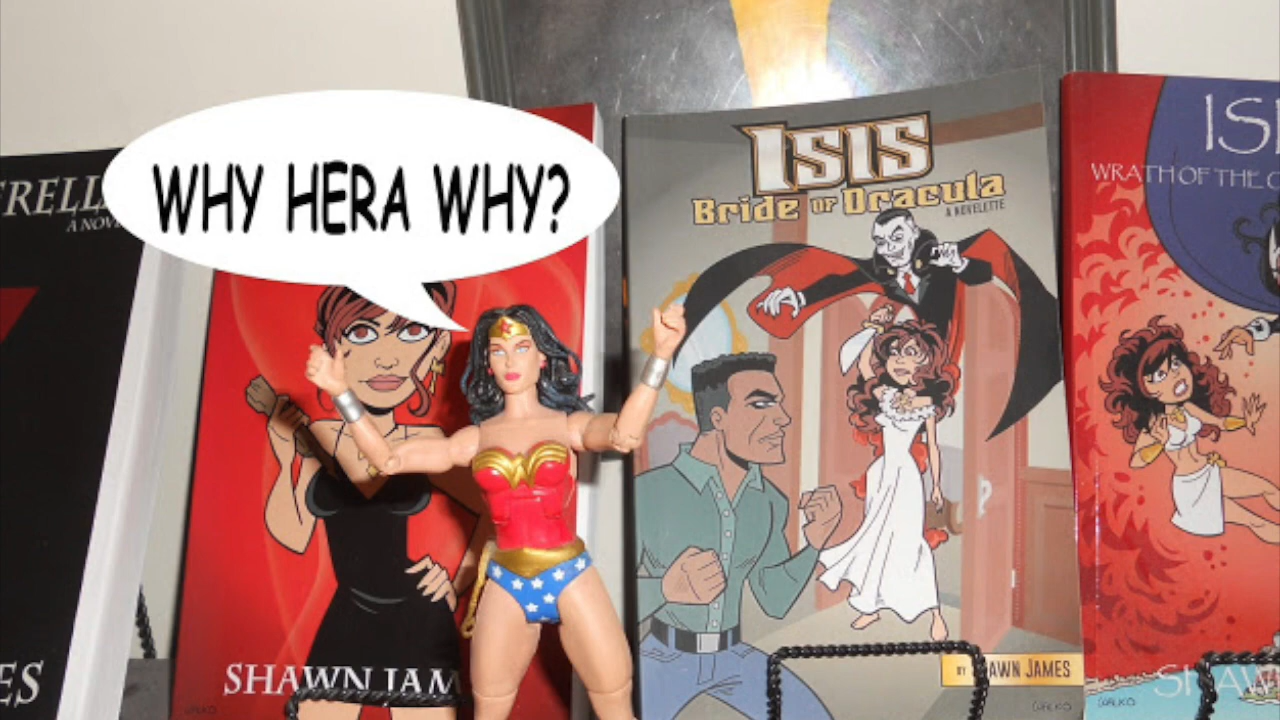 WHY HERA WHY?
RELL
A NOV
ES
SHAWN JAM
ISIS
Bride OF Dracula
A NOVELETTE
BY AWN JAMES
ISI
WRATH OF THE G